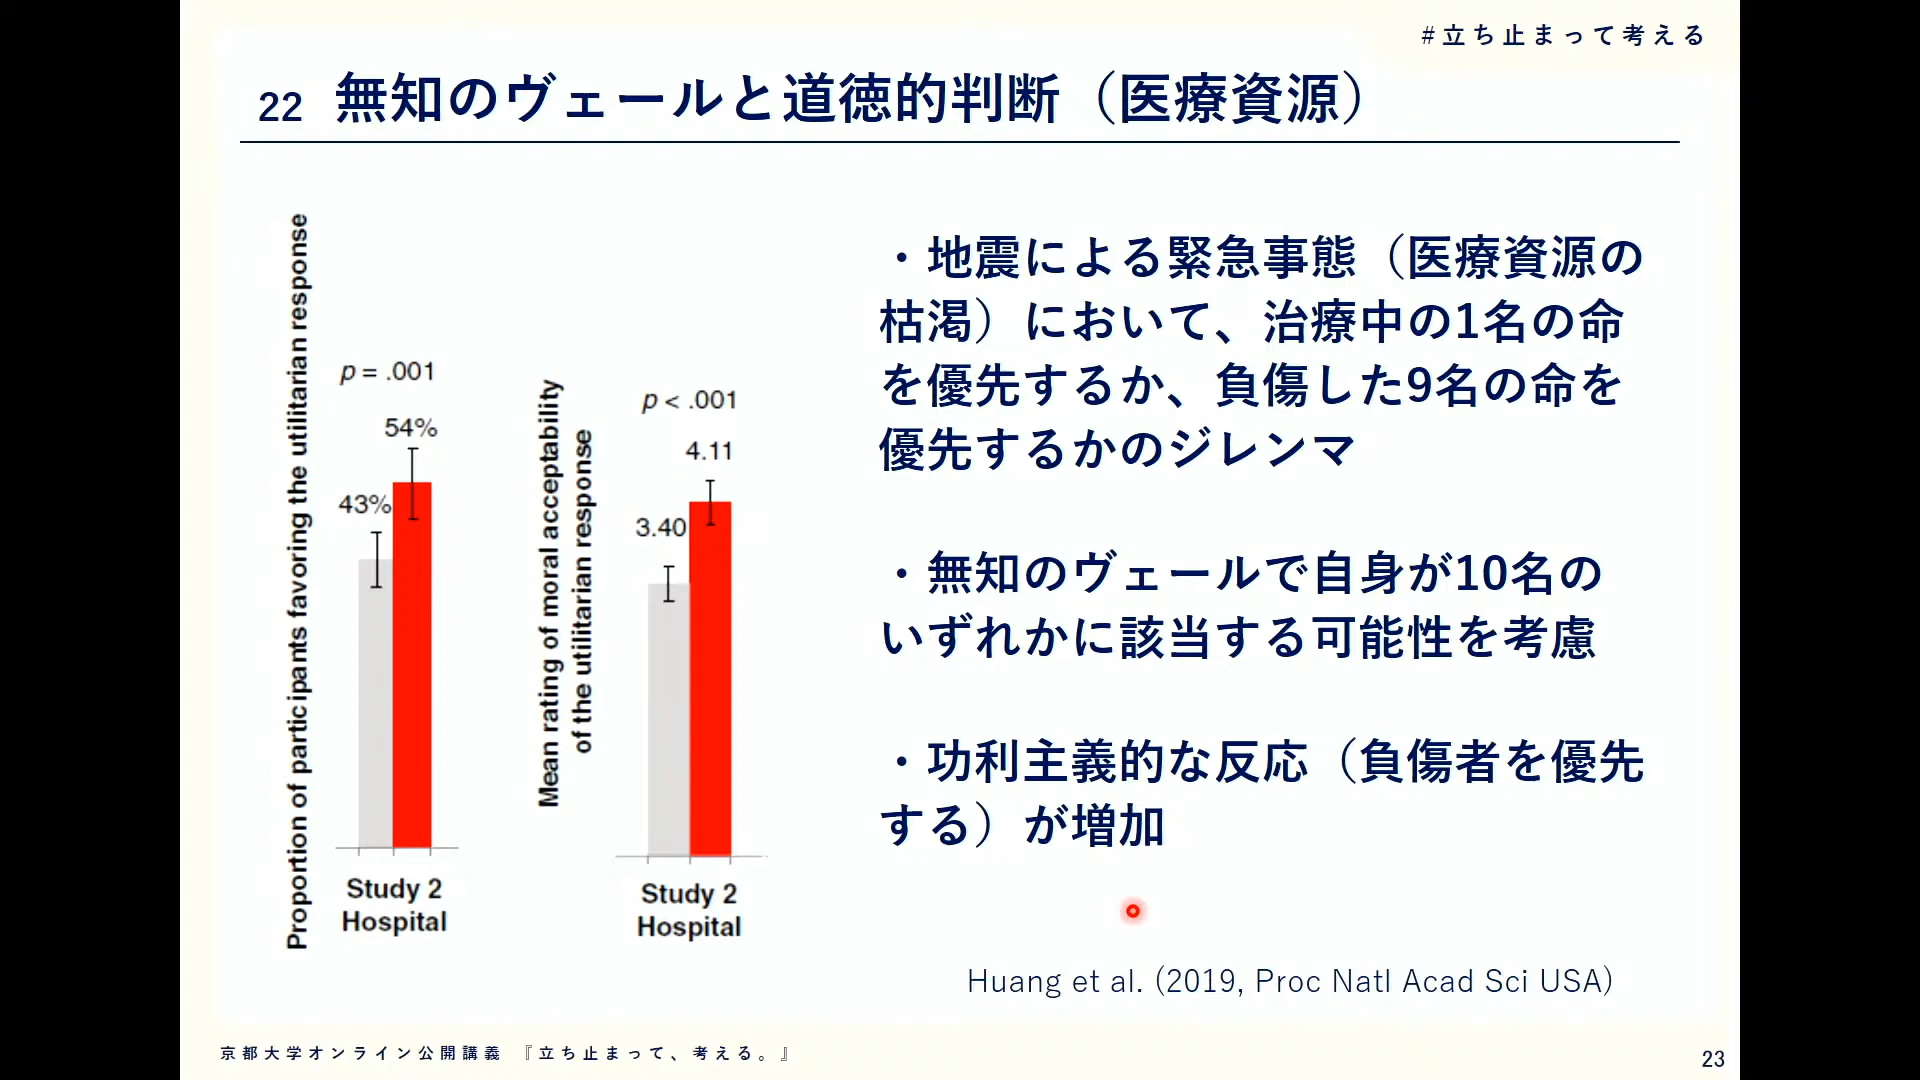 #立ち止まって考える
22 無知のヴェールと道徳的判断（医療資源）
Proportion of participants favoring the utilitarian response
p = .001
54%
43%
Study 2
Hospital
Mean rating of moral acceptability
of the utilitarian response
p < .001
4.11
3.40
Study 2
Hospital
・地震による緊急事態（医療資源の
枯渇）において、治療中の1名の命
を優先するか、負傷した9名の命を
優先するかのジレンマ
・無知のヴェールで自身が10名の
いずれかに該当する可能性を考慮
・功利主義的な反応（負傷者を優先
する）が増加
Huang et al. (2019, Proc Natl Acad Sci USA)
京都大学オンライン公開講義 『立ち止まって、考える。』
23